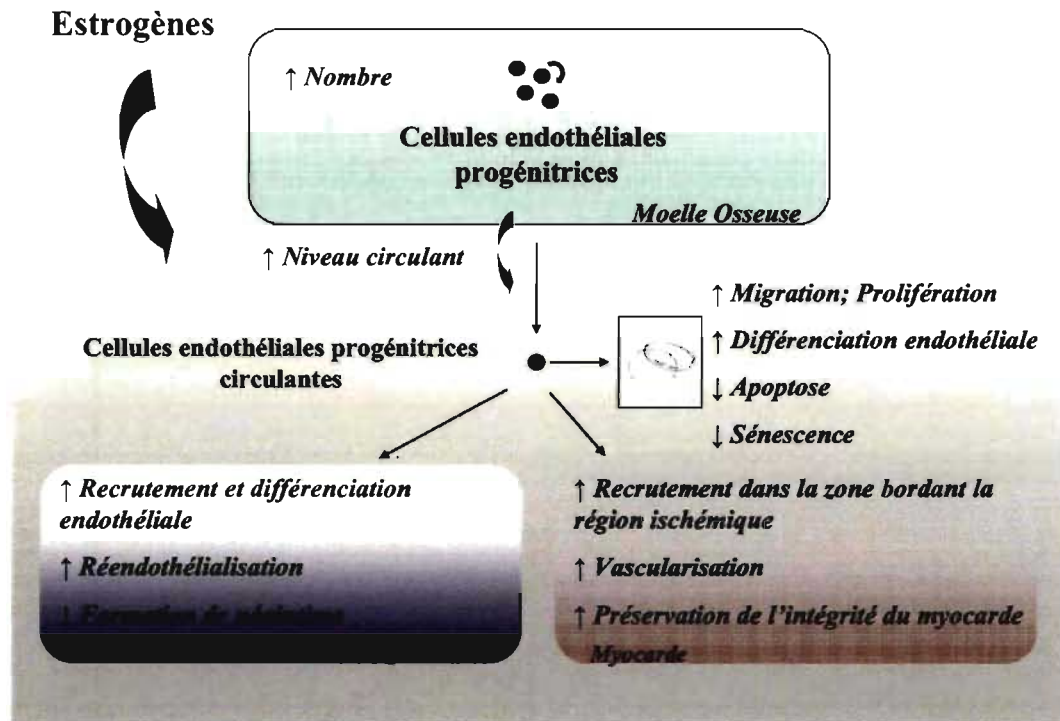 Estrogènes
↑ Nombre
Cellules endothéliales
progénitrices
Moelle Osseuse
↑ Niveau circulant
Cellules endothéliales progénitrices
circulantes
↑ Migration; Prolifération
↑ Différenciation endothéliale
↓ Apoptose
↓ Sénescence
↑ Recrutement et différenciation
endothéliale
↑ Réendothélialisation
↓ Formation de
↑ Recrutement dans la zone bordant la
région ischémique
↑ Vascularisation
↑ Préservation de l'intégrité du myocarde
Myocarde